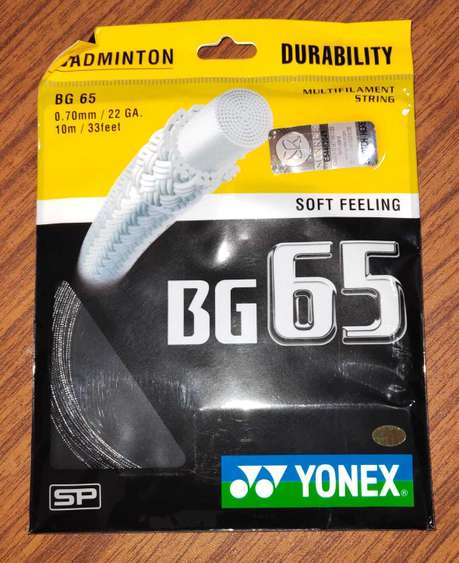 BADMINTON
DURABILITY
BG 65
0.70mm / 22 GA.
10m / 33feet
MULTIFILAMENT
STRING
SOFT FEELING
BG65
YONEX®
SP